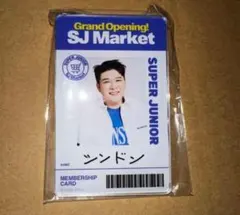 Grand Opening!
SJ Market
SUPER JUNIOR
シンドン
MEMBERSHIP
CARD